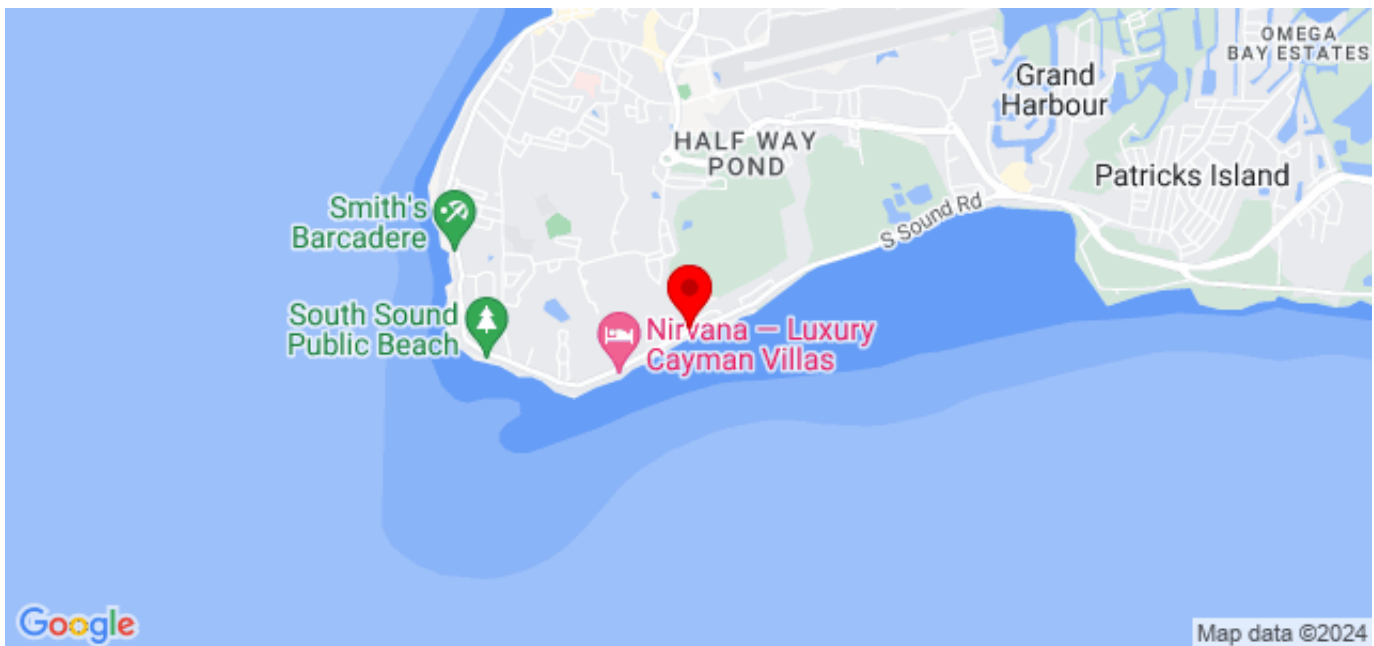 OMEGA
BAY ESTATES
Grand
Harbour
HALF WAY
POND
Patricks Island
Smith's
Barcadere
S Sound Rd
South Sound
Public Beach
Nirvana — Luxury
Cayman Villas
Google
Map data ©2024